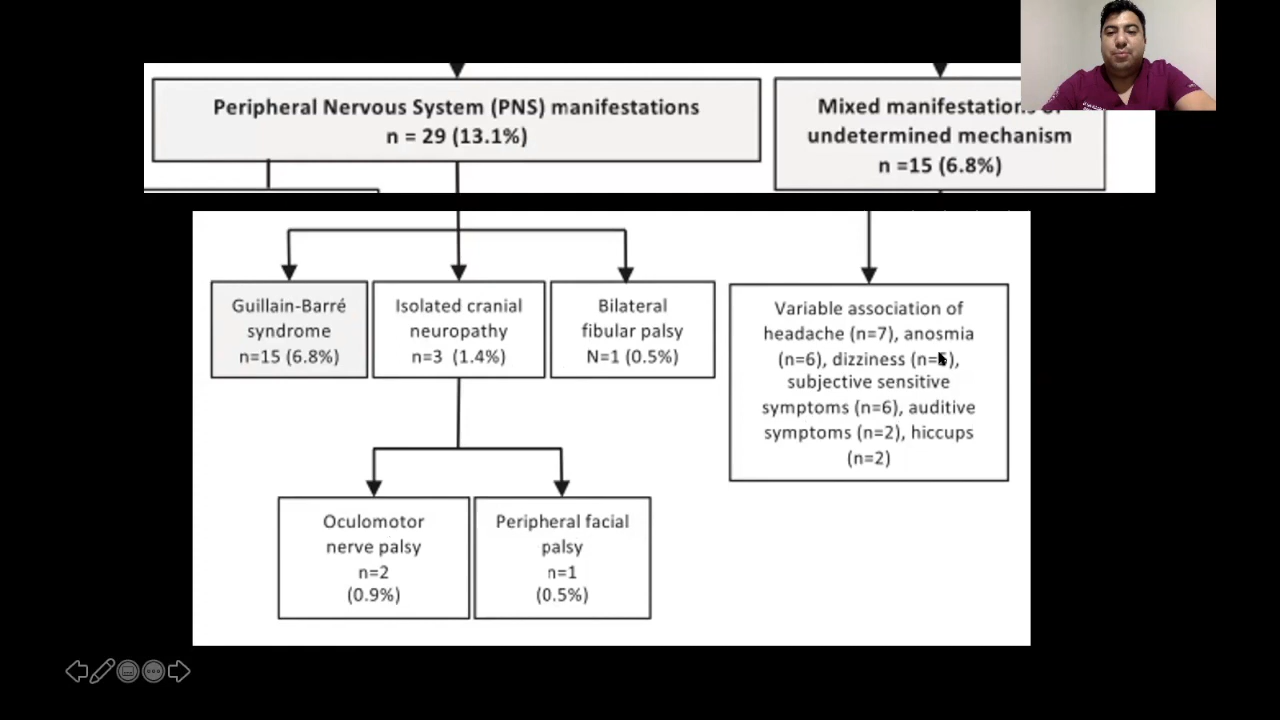 Peripheral Nervous System (PNS) manifestations
n = 29 (13.1%)
Mixed manifestations
undetermined mechanism
n =15 (6.8%)
Guillain-Barré
syndrome
n=15 (6.8%)
Isolated cranial
neuropathy
n=3 (1.4%)
Bilateral
fibular palsy
N=1 (0.5%)
Variable association of
headache (n=7), anosmia
(n=6), dizziness
subjective sensitive
symptoms (n=6), auditive
symptoms (n=2), hiccups
(n=2)
Oculomotor
nerve palsy
n=2
(0.9%)
Peripheral facial
palsy
n=1
(0.5%)